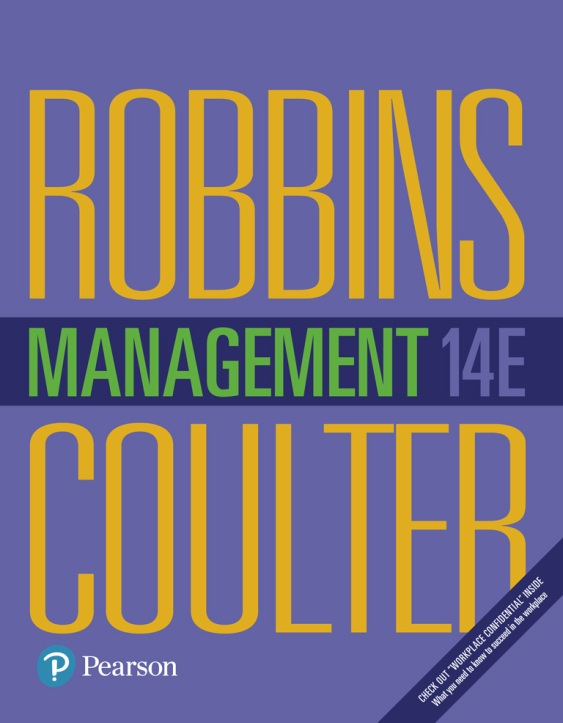 ROBBINS
MANAGEMENT 14E
COULTER
CHECK OUT "WORKPLACE CONFIDENTIAL" INSIDE
What you need to know to succeed in the workplace
P Pearson